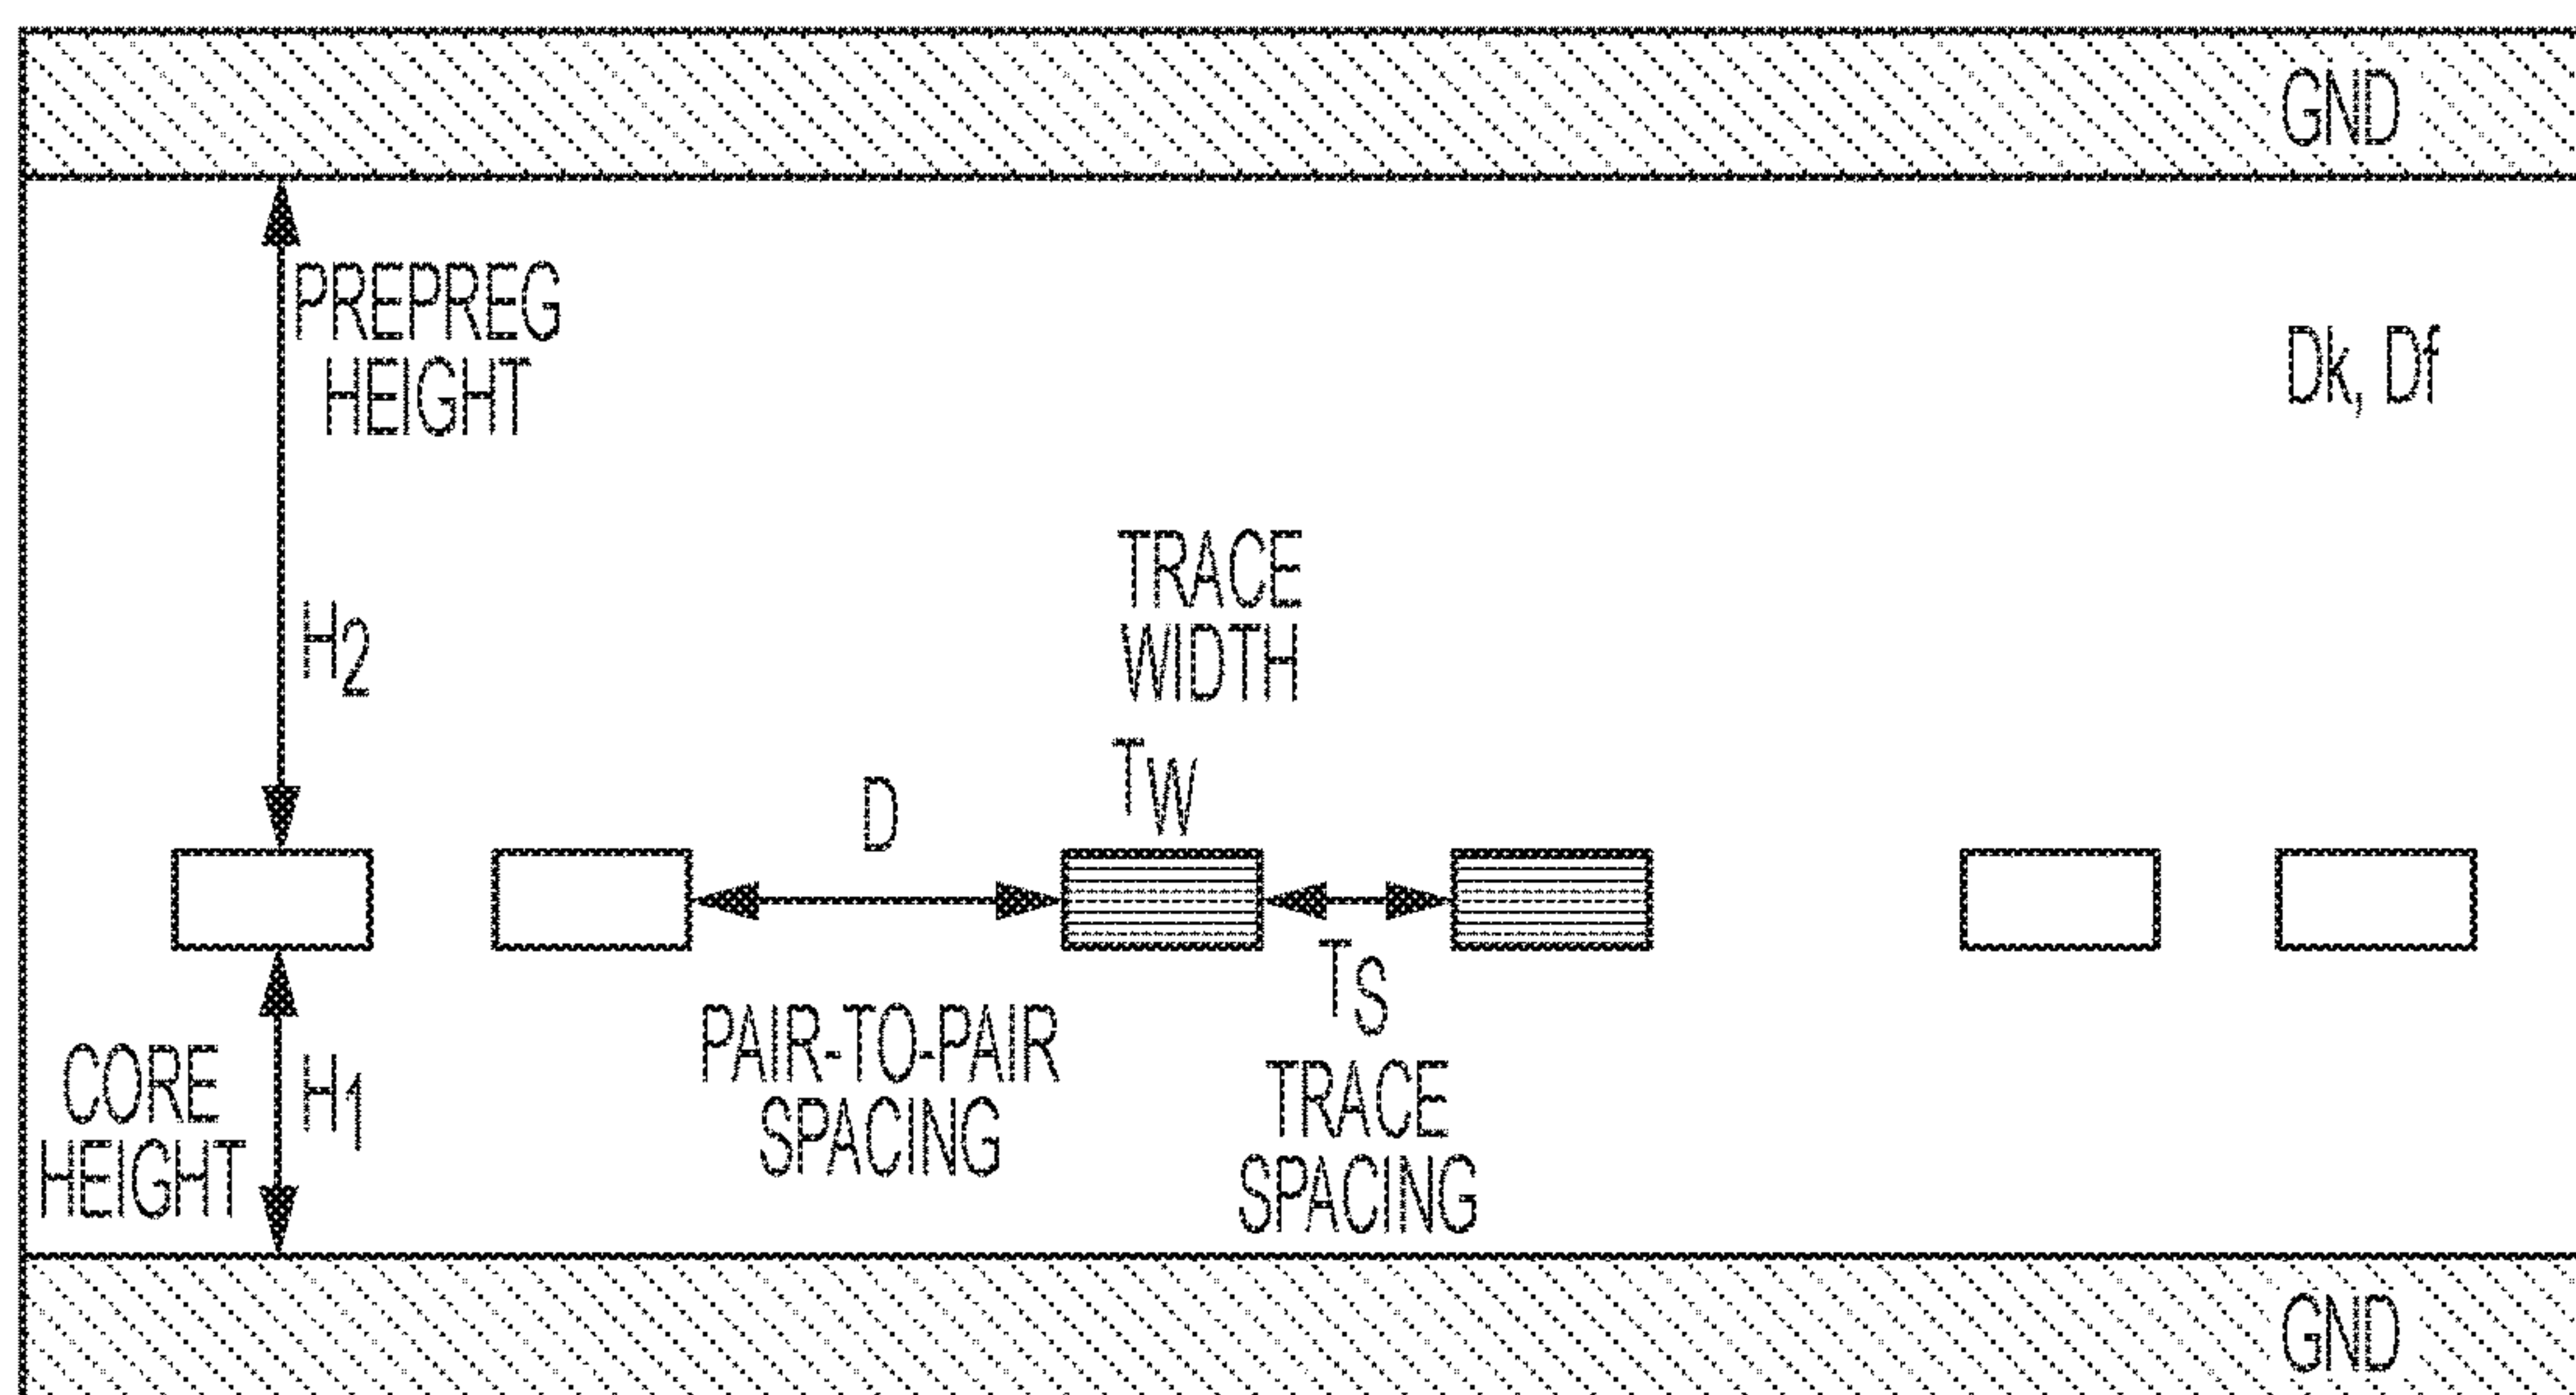 GND
PREPREG
HEIGHT
Dk, Df
H2
TRACE
WIDTH
TW
D
TS
PAIR-TO-PAIR
SPACING
CORE
HEIGHT
H1
TRACE
SPACING
GND